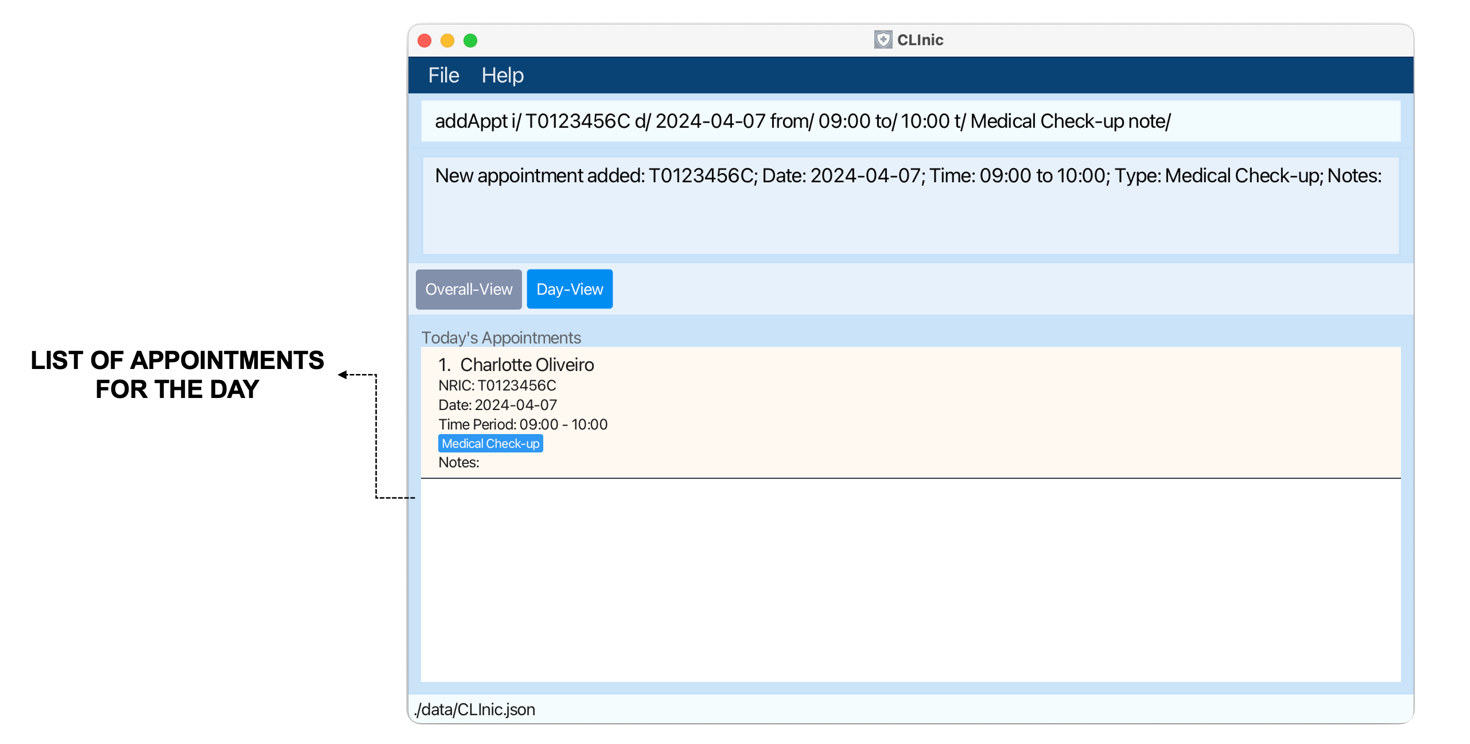 CLInic
File Help
addAppt i/ T0123456C d/ 2024-04-07 from/ 09:00 to/ 10:00 t/ Medical Check-up note/
New appointment added: T0123456C; Date: 2024-04-07; Time: 09:00 to 10:00; Type: Medical Check-up; Notes:
Overall-View Day-View
LIST OF APPOINTMENTS
FOR THE DAY
Today's Appointments
1. Charlotte Oliveiro
NRIC: T0123456C
Date: 2024-04-07
Time Period: 09:00 - 10:00
Medical Check-up
Notes:
./data/CLInic.json